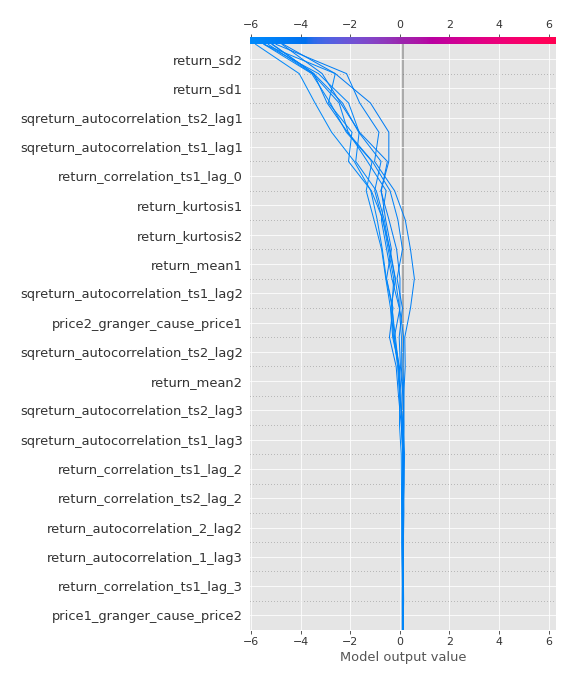 −6 −4 −2 0 2 4 6
return_sd2
return_sd1
sqreturn_autocorrelation_ts2_lag1
sqreturn_autocorrelation_ts1_lag1
return_correlation_ts1_lag_0
return_kurtosis1
return_kurtosis2
return_mean1
sqreturn_autocorrelation_ts1_lag2
price2_granger_cause_price1
sqreturn_autocorrelation_ts2_lag2
return_mean2
sqreturn_autocorrelation_ts2_lag3
sqreturn_autocorrelation_ts1_lag3
return_correlation_ts1_lag_2
return_correlation_ts2_lag_2
return_autocorrelation_2_lag2
return_autocorrelation_1_lag3
return_correlation_ts1_lag_3
price1_granger_cause_price2
−6 −4 −2 0 2 4 6
Model output value